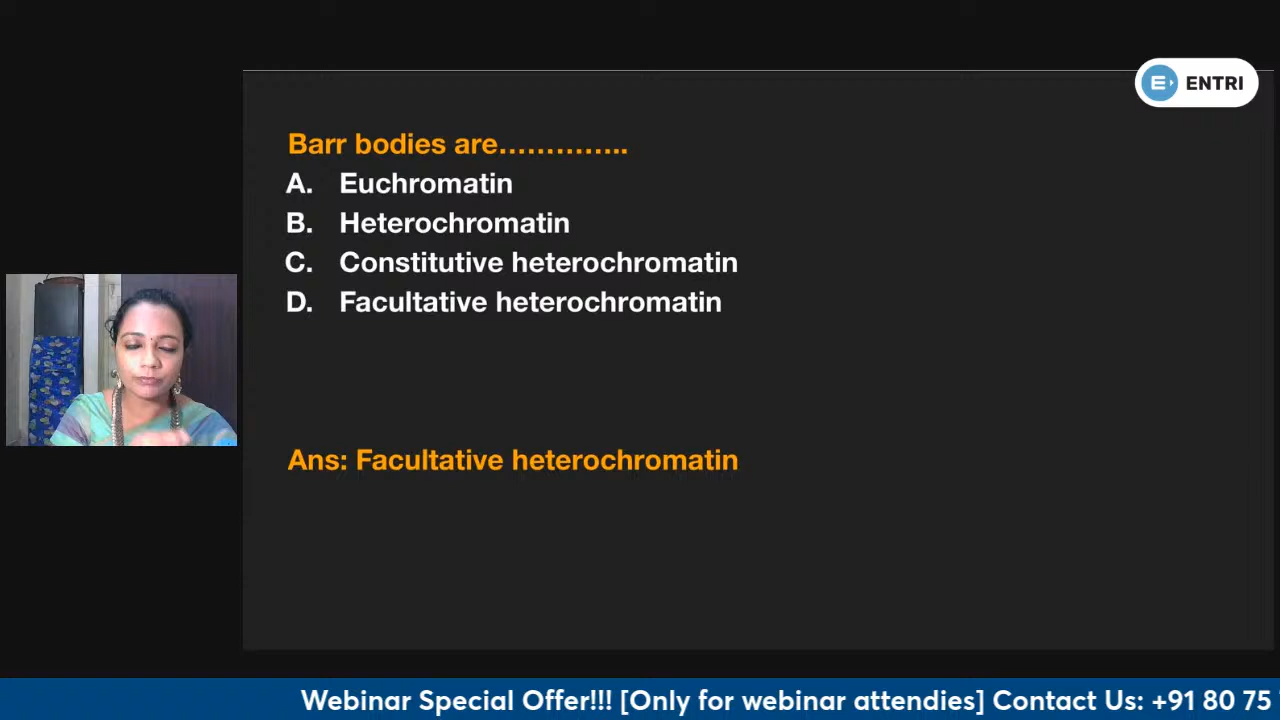 ENTRI
Barr bodies are…………..
A. Euchromatin
B. Heterochromatin
C. Constitutive heterochromatin
D. Facultative heterochromatin
Ans: Facultative heterochromatin
Webinar Special Offer!!! [Only for webinar attendies] Contact Us: +91 80 75